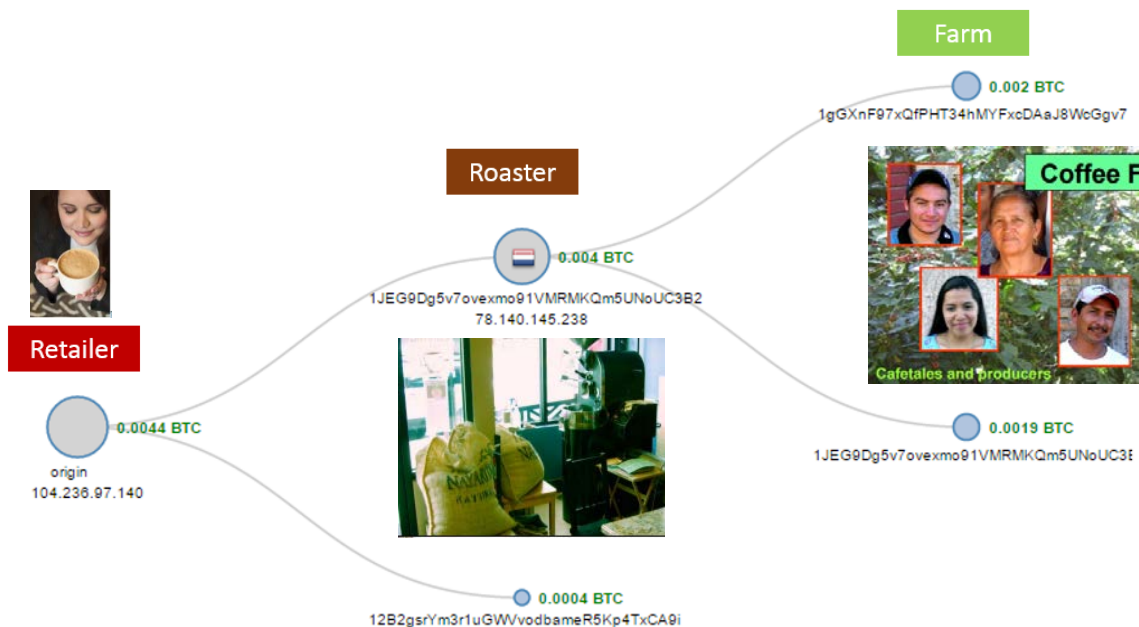 Farm
0.002 BTC
1gGXnF97xQfPHT34hMYFxcDAaJ8WcGgv7
Roaster
Coffee F
0.004 BTC
1JEG9Dg5v7ovexmo91VMRMKQm5UNoUC3B2
78.140.145.238
Retailer
Cafetales and producers
0.0044 BTC
origin
104.236.97.140
0.0019 BTC
1JEG9Dg5v7ovexmo91VMRMKQm5UNoUC3E
0.0004 BTC
12B2gsrYm3r1uGWVvodbameR5Kp4TxCA9i